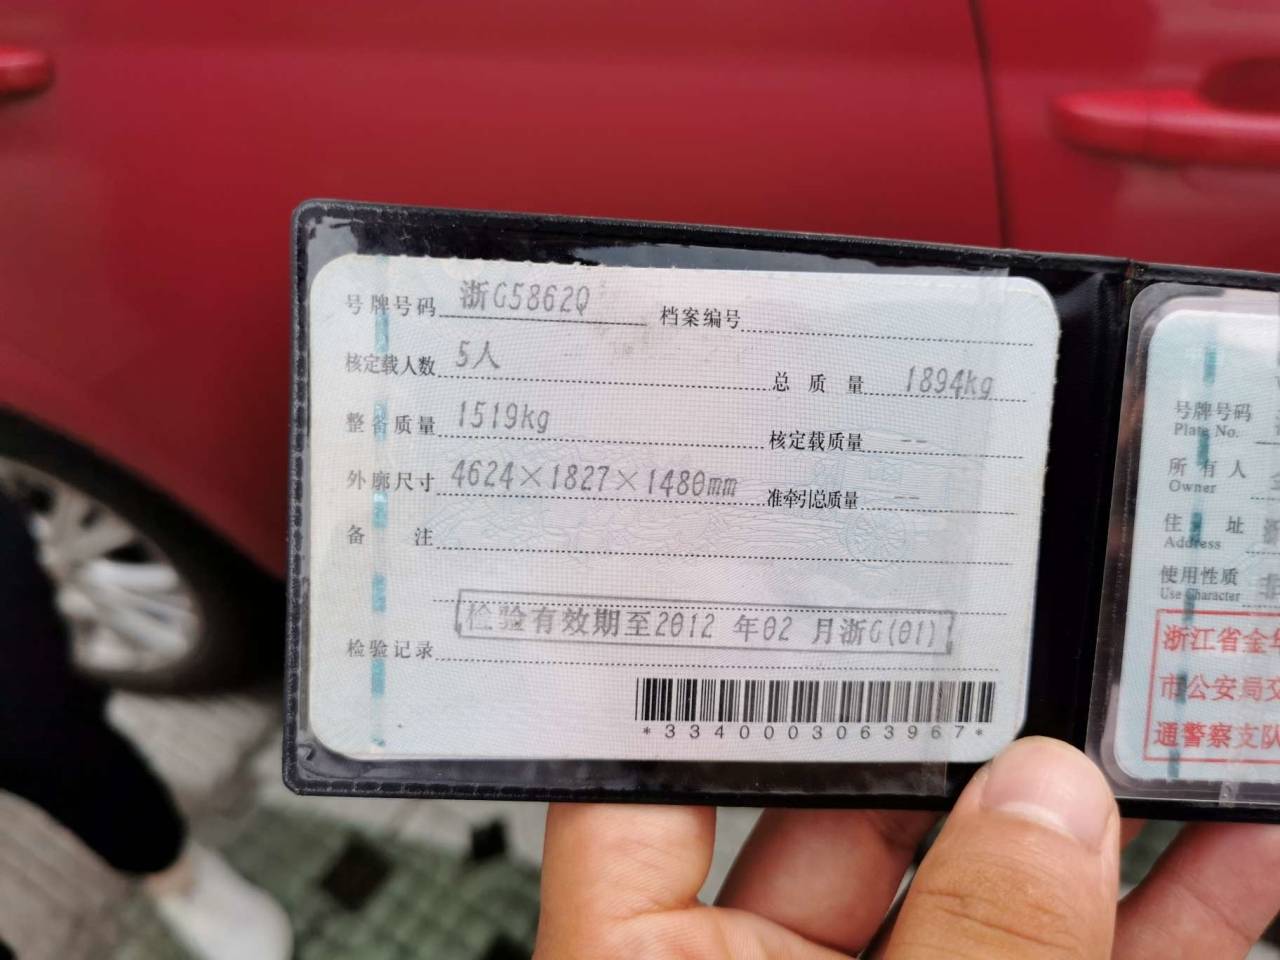 号牌号码 浙G5862Q 档案编号
核定载人数 5人 总质量 1894kg
整备质量 1519kg 核定载质量 --
外廓尺寸 4624×1827×1480mm 准牵引总质量 --
备注
检验有效期至2012 年02 月浙G(01)
检验记录
*3340003063967*
号牌号码
Plate No.
所有人
Owner
住址
Address
使用性质
Use Character
浙江省金华
市公安局交
通警察支队